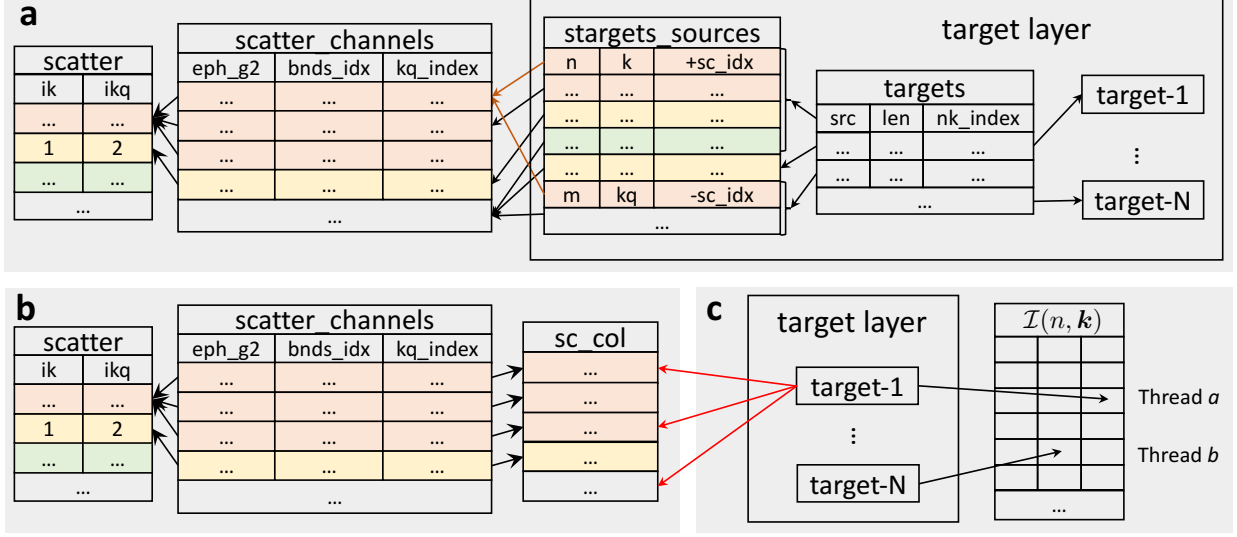 a
scatter
ik ikq
... ...
1 2
... ...
...
scatter_channels
eph_g2 bnds_idx kq_index
... ... ...
... ... ...
... ... ...
... ... ...
...
stargets_sources
n k +sc_idx
... ... ...
... ... ...
... ... ...
... ... ...
m kq -sc_idx
...
target layer
targets
src len nk_index
... ... ...
... ... ...
...
target-1
⋮
target-N
b
scatter
ik ikq
... ...
1 2
... ...
...
scatter_channels
eph_g2 bnds_idx kq_index
... ... ...
... ... ...
... ... ...
... ... ...
...
sc_col
...
...
...
...
...
c
target layer
target-1
⋮
target-N
𝓘(n, k)
...
Thread a
Thread b